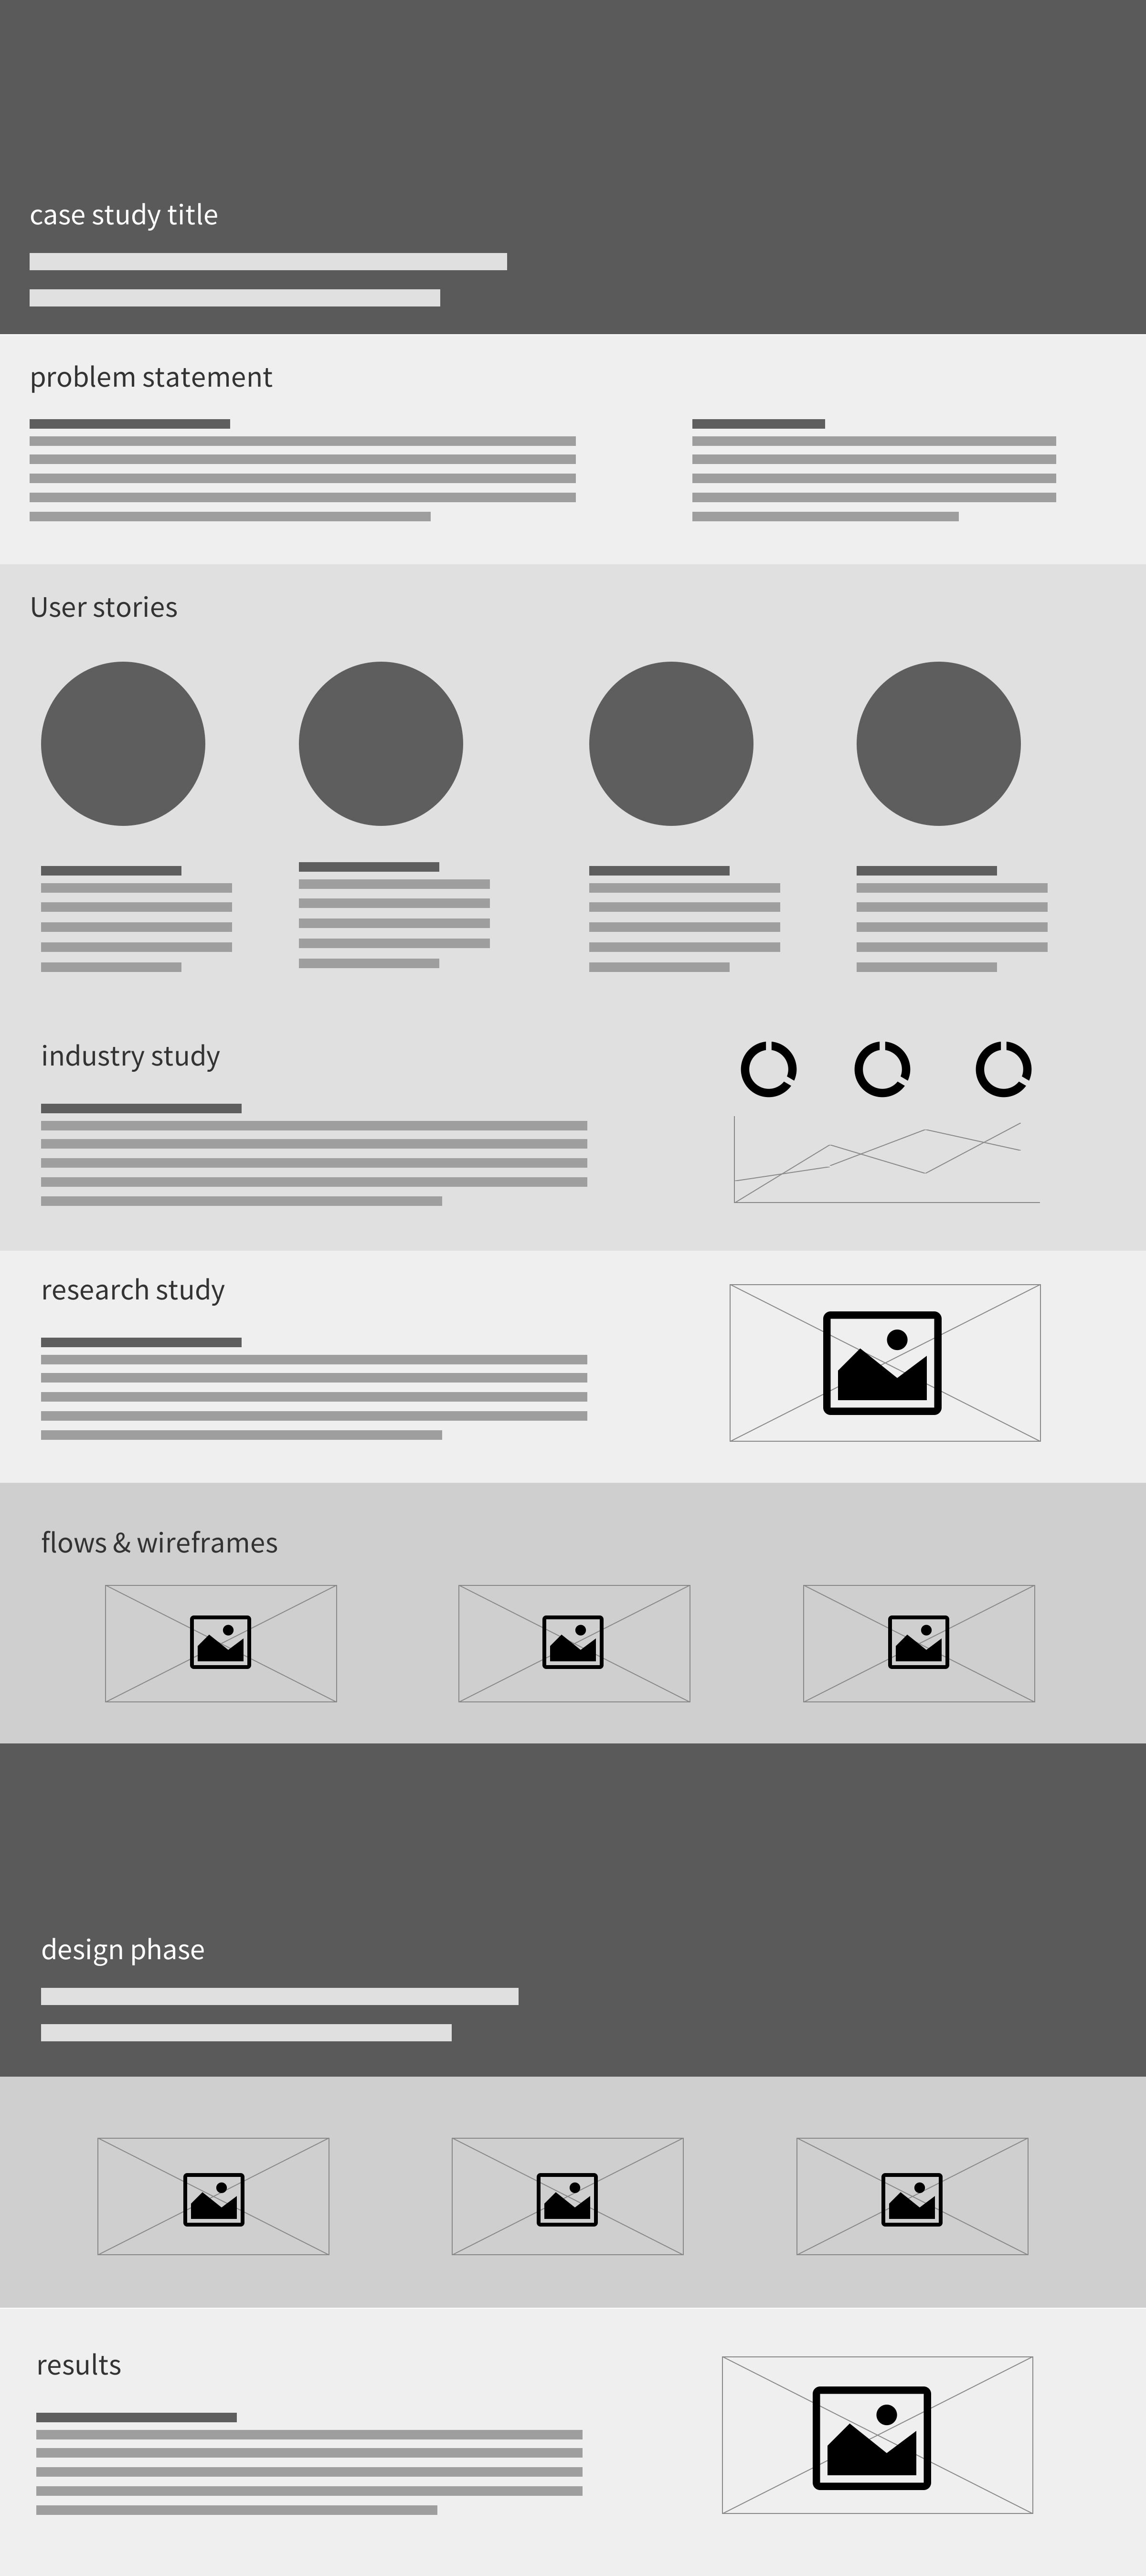 case study title
problem statement
User stories
industry study
research study
flows & wireframes
design phase
results